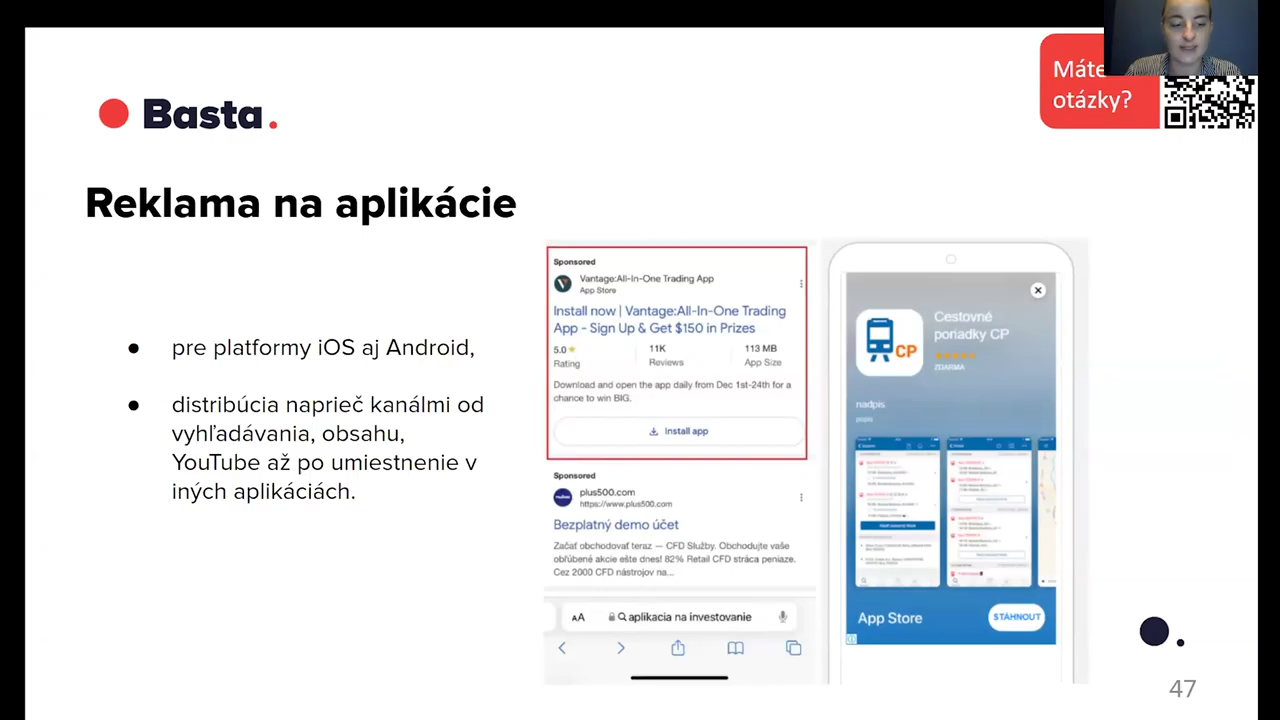 Máte
otázky?
Basta.
Reklama na aplikácie
● pre platformy iOS aj Android,
● distribúcia naprieč kanálmi od
vyhľadávania, obsahu,
YouTube až po umiestnenie v
iných aplikáciách.
Sponsored
Vantage:All-In-One Trading App
App Store
Install now | Vantage:All-In-One Trading
App - Sign Up & Get $150 in Prizes
5.0★ 11K 113 MB
Rating Reviews App Size
Download and open the app daily from Dec 1st-24th for a
chance to win BIG.
Install app
Sponsored
plus500.com
https://www.plus500.com
Bezplatný demo účet
Začať obchodovať teraz — CFD Služby. Obchodujte vaše
obľúbené akcie ešte dnes! 82% Retail CFD stráca peniaze.
Cez 2000 CFD nástrojov na...
AA aplikacia na investovanie
Cestovné
poriadky CP
CP
ZDARMA
nadpis
popis
App Store
STÁHNOUT
47